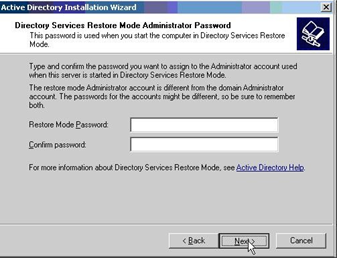 Active Directory Installation Wizard
Directory Services Restore Mode Administrator Password
This password is used when you start the computer in Directory Services Restore
Mode.
Type and confirm the password you want to assign to the Administrator account used
when this server is started in Directory Services Restore Mode.
The restore mode Administrator account is different from the domain Administrator
account. The passwords for the accounts might be different, so be sure to remember
both.
Restore Mode Password:
Confirm password:
For more information about Directory Services Restore Mode, see Active Directory Help.
< Back
Next >
Cancel